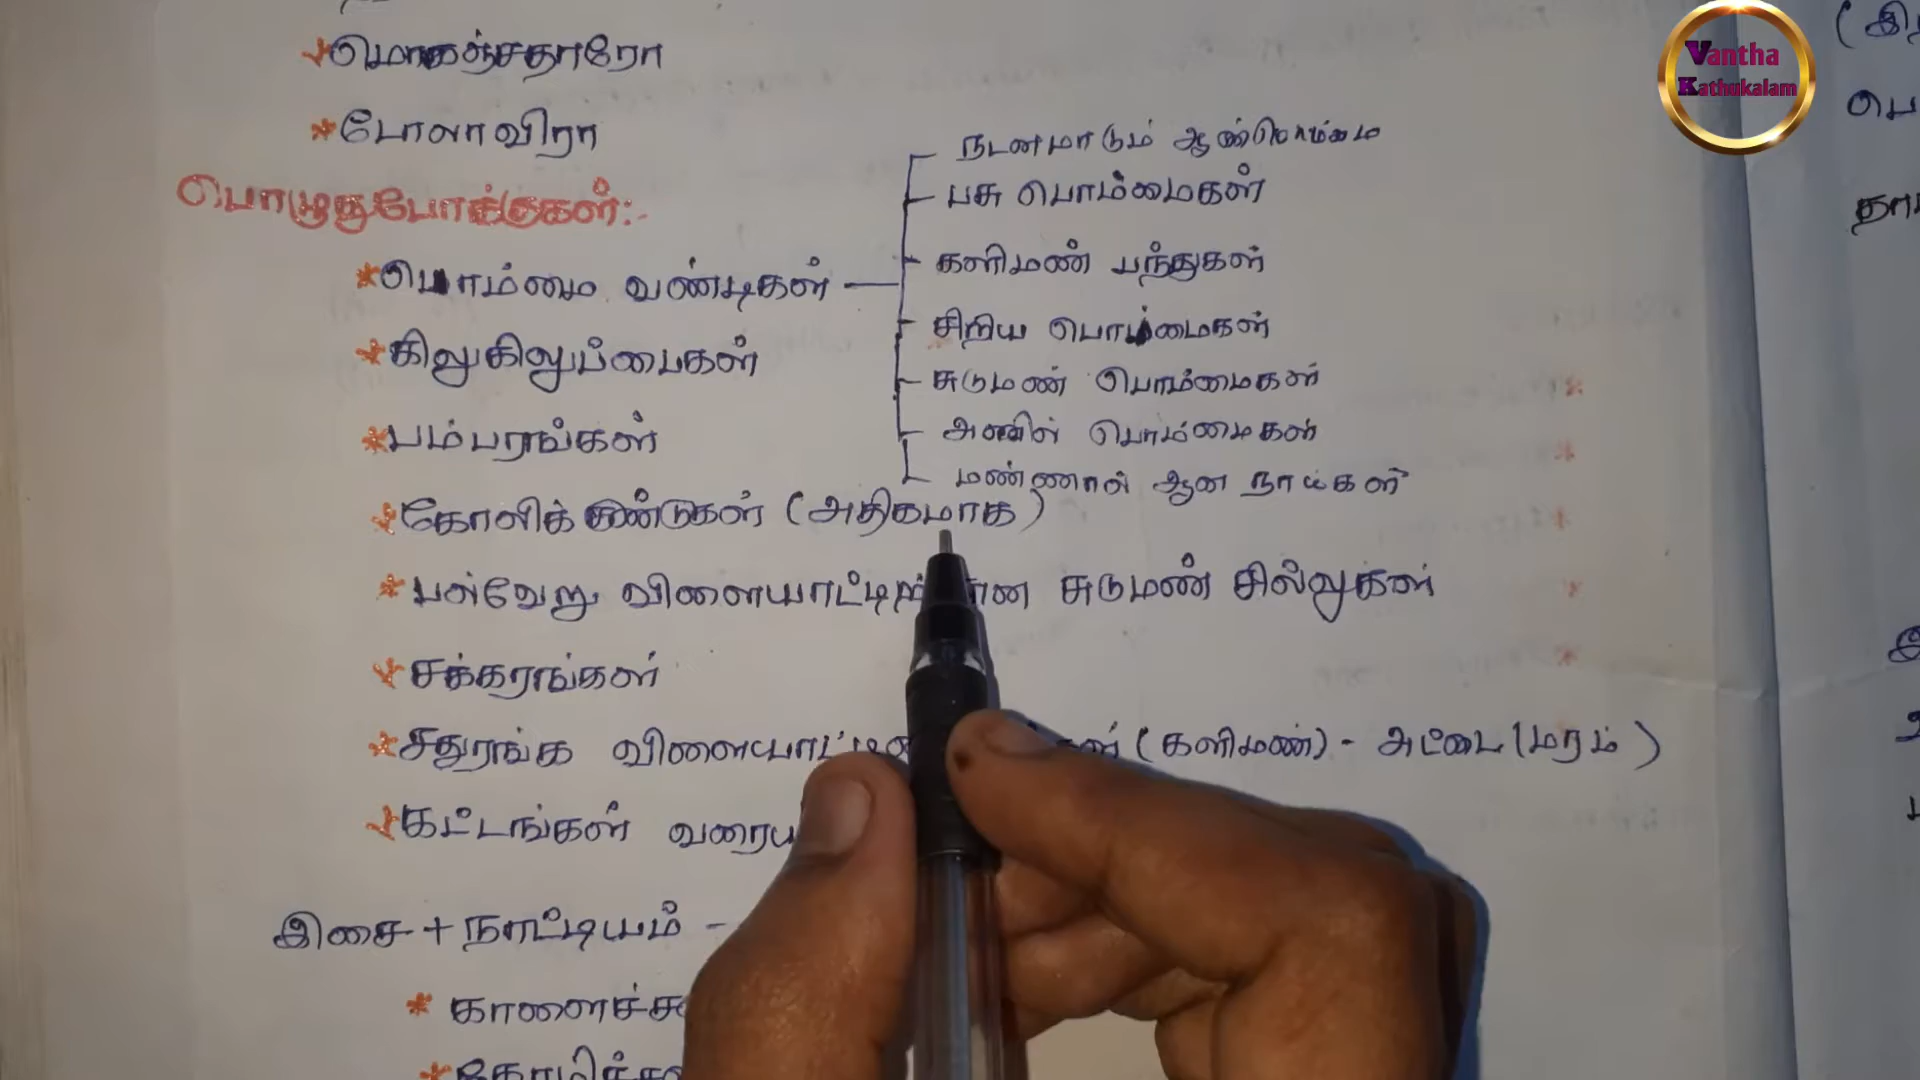 மொகஞ்சதாரோ
டோலாவிரா
பொழுதுபோக்குகள்:-
பொம்மை வண்டிகள் —
நடனமாடும் ஆண்பொம்மை
பசு பொம்மைகள்
களிமண் பந்துகள்
சிறிய பொம்மைகள்
சுடுமண் பொம்மைகள்
அணில் பொம்மைகள்
மண்ணால் ஆன நாய்கள்
கிலுகிலுப்பைகள்
பம்பரங்கள்
கோலிக் குண்டுகள் (அதிகமாக)
பல்வேறு சுடுமண் சில்லுகள்
சக்கரங்கள்
சதுரங்க (களிமண்) - அட்டை (மரம்)
கட்டங்கள்
இசை + நாட்டியம் -
Vantha
Kathukalam